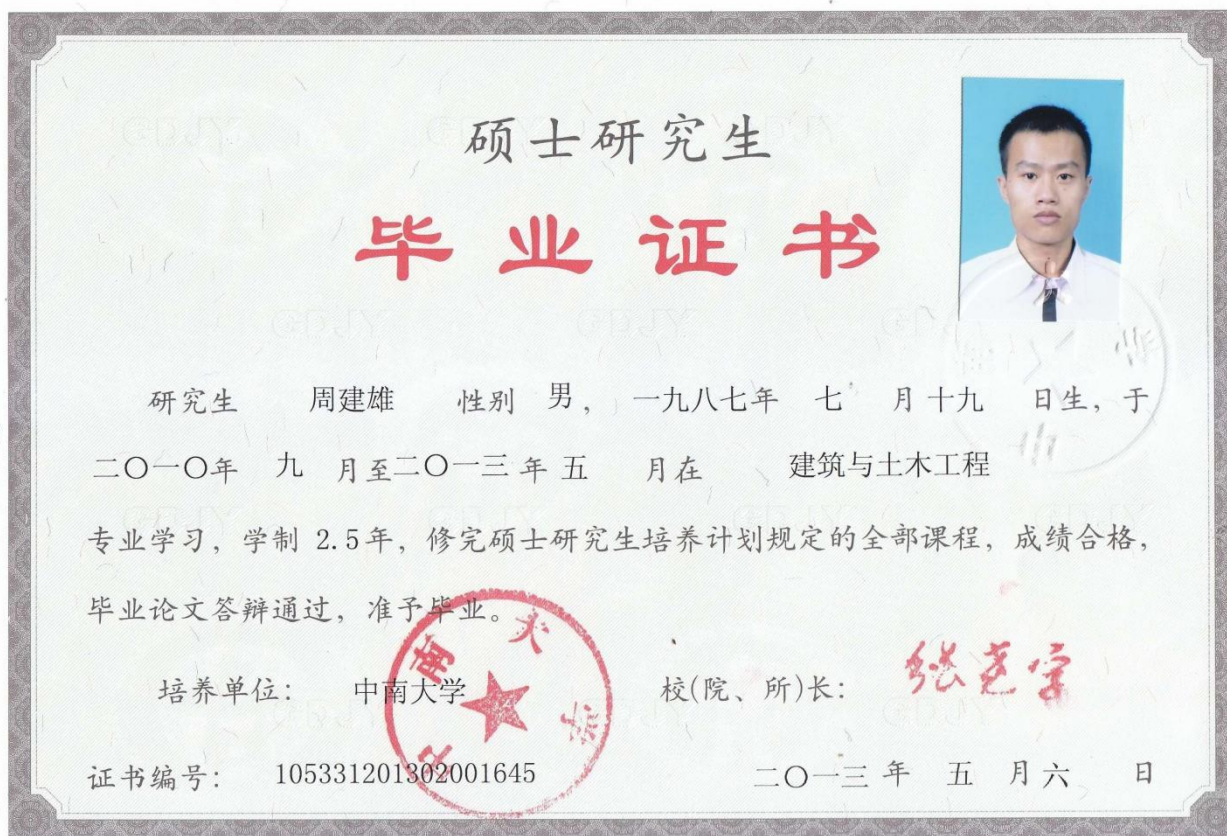 硕士研究生
毕业证书
研究生 周建雄 性别 男， 一九八七年 七 月十九 日生，于
二〇一〇年 九 月至二〇一三年 五 月在 建筑与土木工程
专业学习，学制 2.5年，修完硕士研究生培养计划规定的全部课程，成绩合格，
毕业论文答辩通过，准予毕业。
培养单位： 中南大学 校(院、所)长： 张尧学
中南大学
证书编号： 105331201302001645 二〇一三 年 五 月六 日